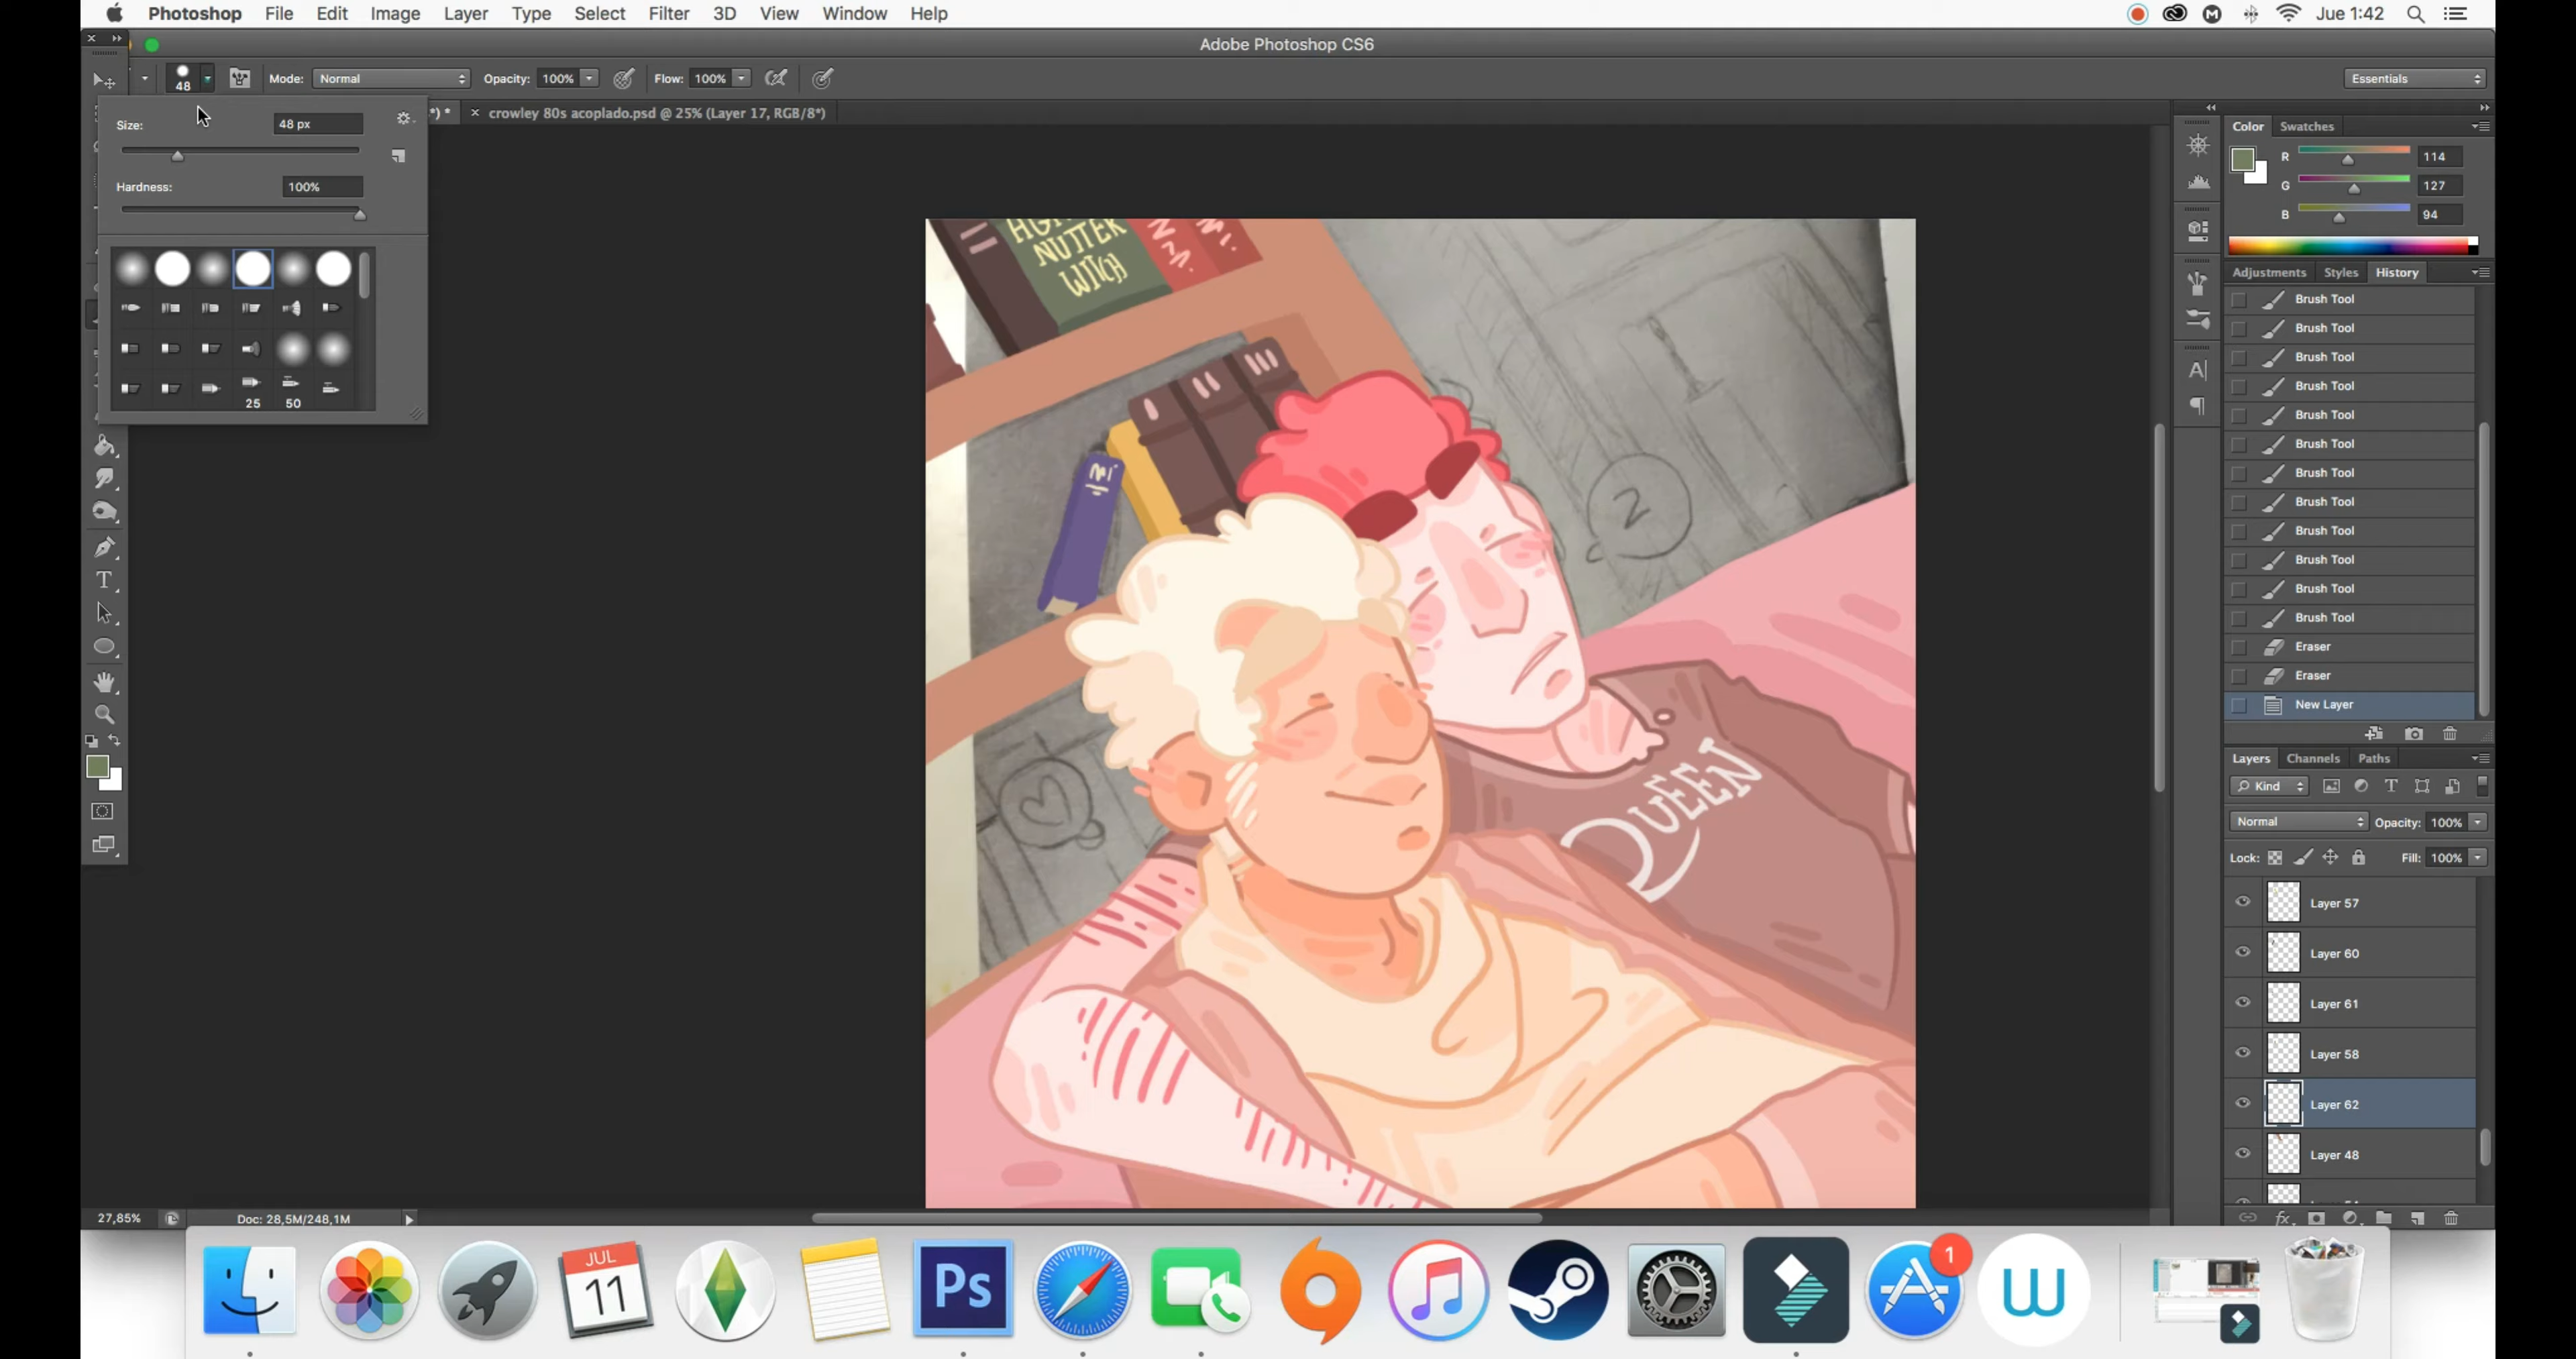 Photoshop File Edit Image Layer Type Select Filter 3D View Window Help Jue 1:42
Adobe Photoshop CS6
48 Mode: Normal Opacity: 100% Flow: 100% Essentials
Size: 48 px
*) * × crowley 80s acoplado.psd @ 25% (Layer 17, RGB/8*)
Hardness: 100%
25 50
Color Swatches
R 114
G 127
B 94
Adjustments Styles History
Brush Tool
Brush Tool
Brush Tool
Brush Tool
Brush Tool
Brush Tool
Brush Tool
Brush Tool
Brush Tool
Brush Tool
Brush Tool
Brush Tool
Eraser
Eraser
New Layer
Layers Channels Paths
Kind
Normal Opacity: 100%
Lock: Fill: 100%
Layer 57
Layer 60
Layer 61
Layer 58
Layer 62
Layer 48
NUTTER
WITCH
I II III
Z
QUEEN
27,85% Doc: 28,5M/248,1M
JUL
11
Ps
1